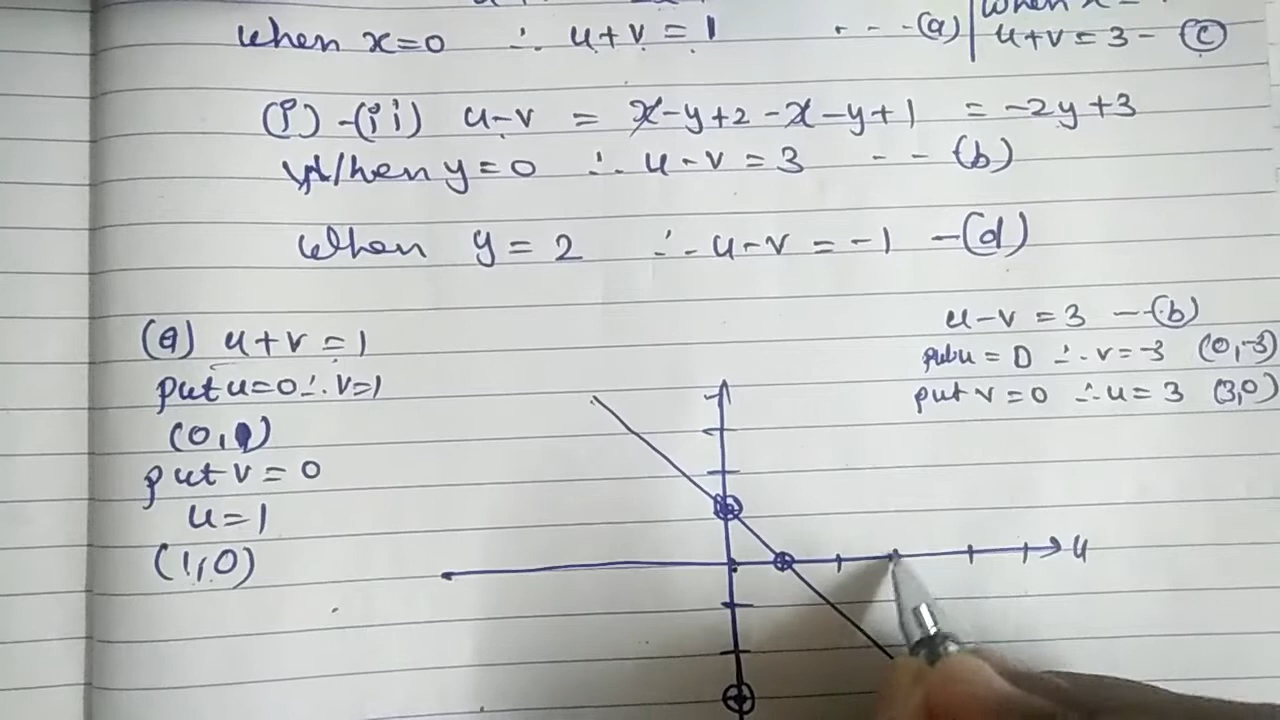 when x=0 ∴ u+v=1 ---(a)
when x=
u+v=3-(c)
(i)-(ii) u-v = x-y+2-x-y+1 = -2y+3
When y=0 ∴ u-v=3 --(b)
When y=2 ∴ u-v=-1 -(d)
(a) u+v=1
put u=0 ∴ v=1
(0,1)
put v=0
u=1
(1,0)
u-v=3 --(b)
put u=0 ∴ v=-3 (0,-3)
put v=0 ∴ u=3 (3,0)
u